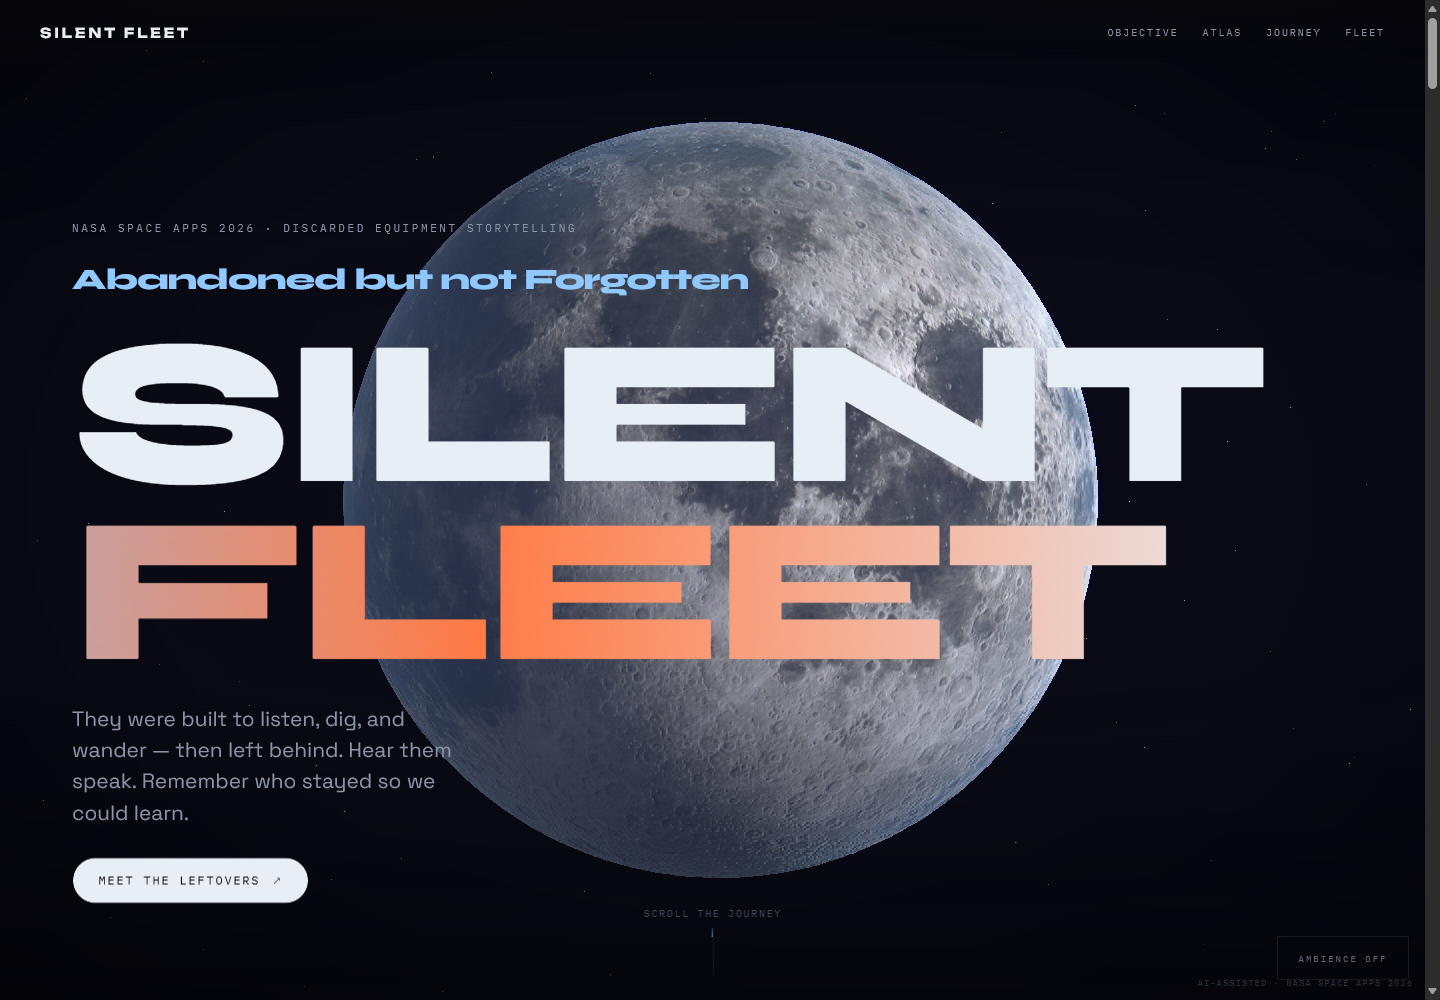 SILENT FLEET
OBJECTIVE ATLAS JOURNEY FLEET
NASA SPACE APPS 2026 · DISCARDED EQUIPMENT STORYTELLING
Abandoned but not Forgotten
SILENT
FLEET
They were built to listen, dig, and
wander — then left behind. Hear them
speak. Remember who stayed so we
could learn.
MEET THE LEFTOVERS ↗
SCROLL THE JOURNEY
AMBIENCE OFF
AI-ASSISTED · NASA SPACE APPS 2026